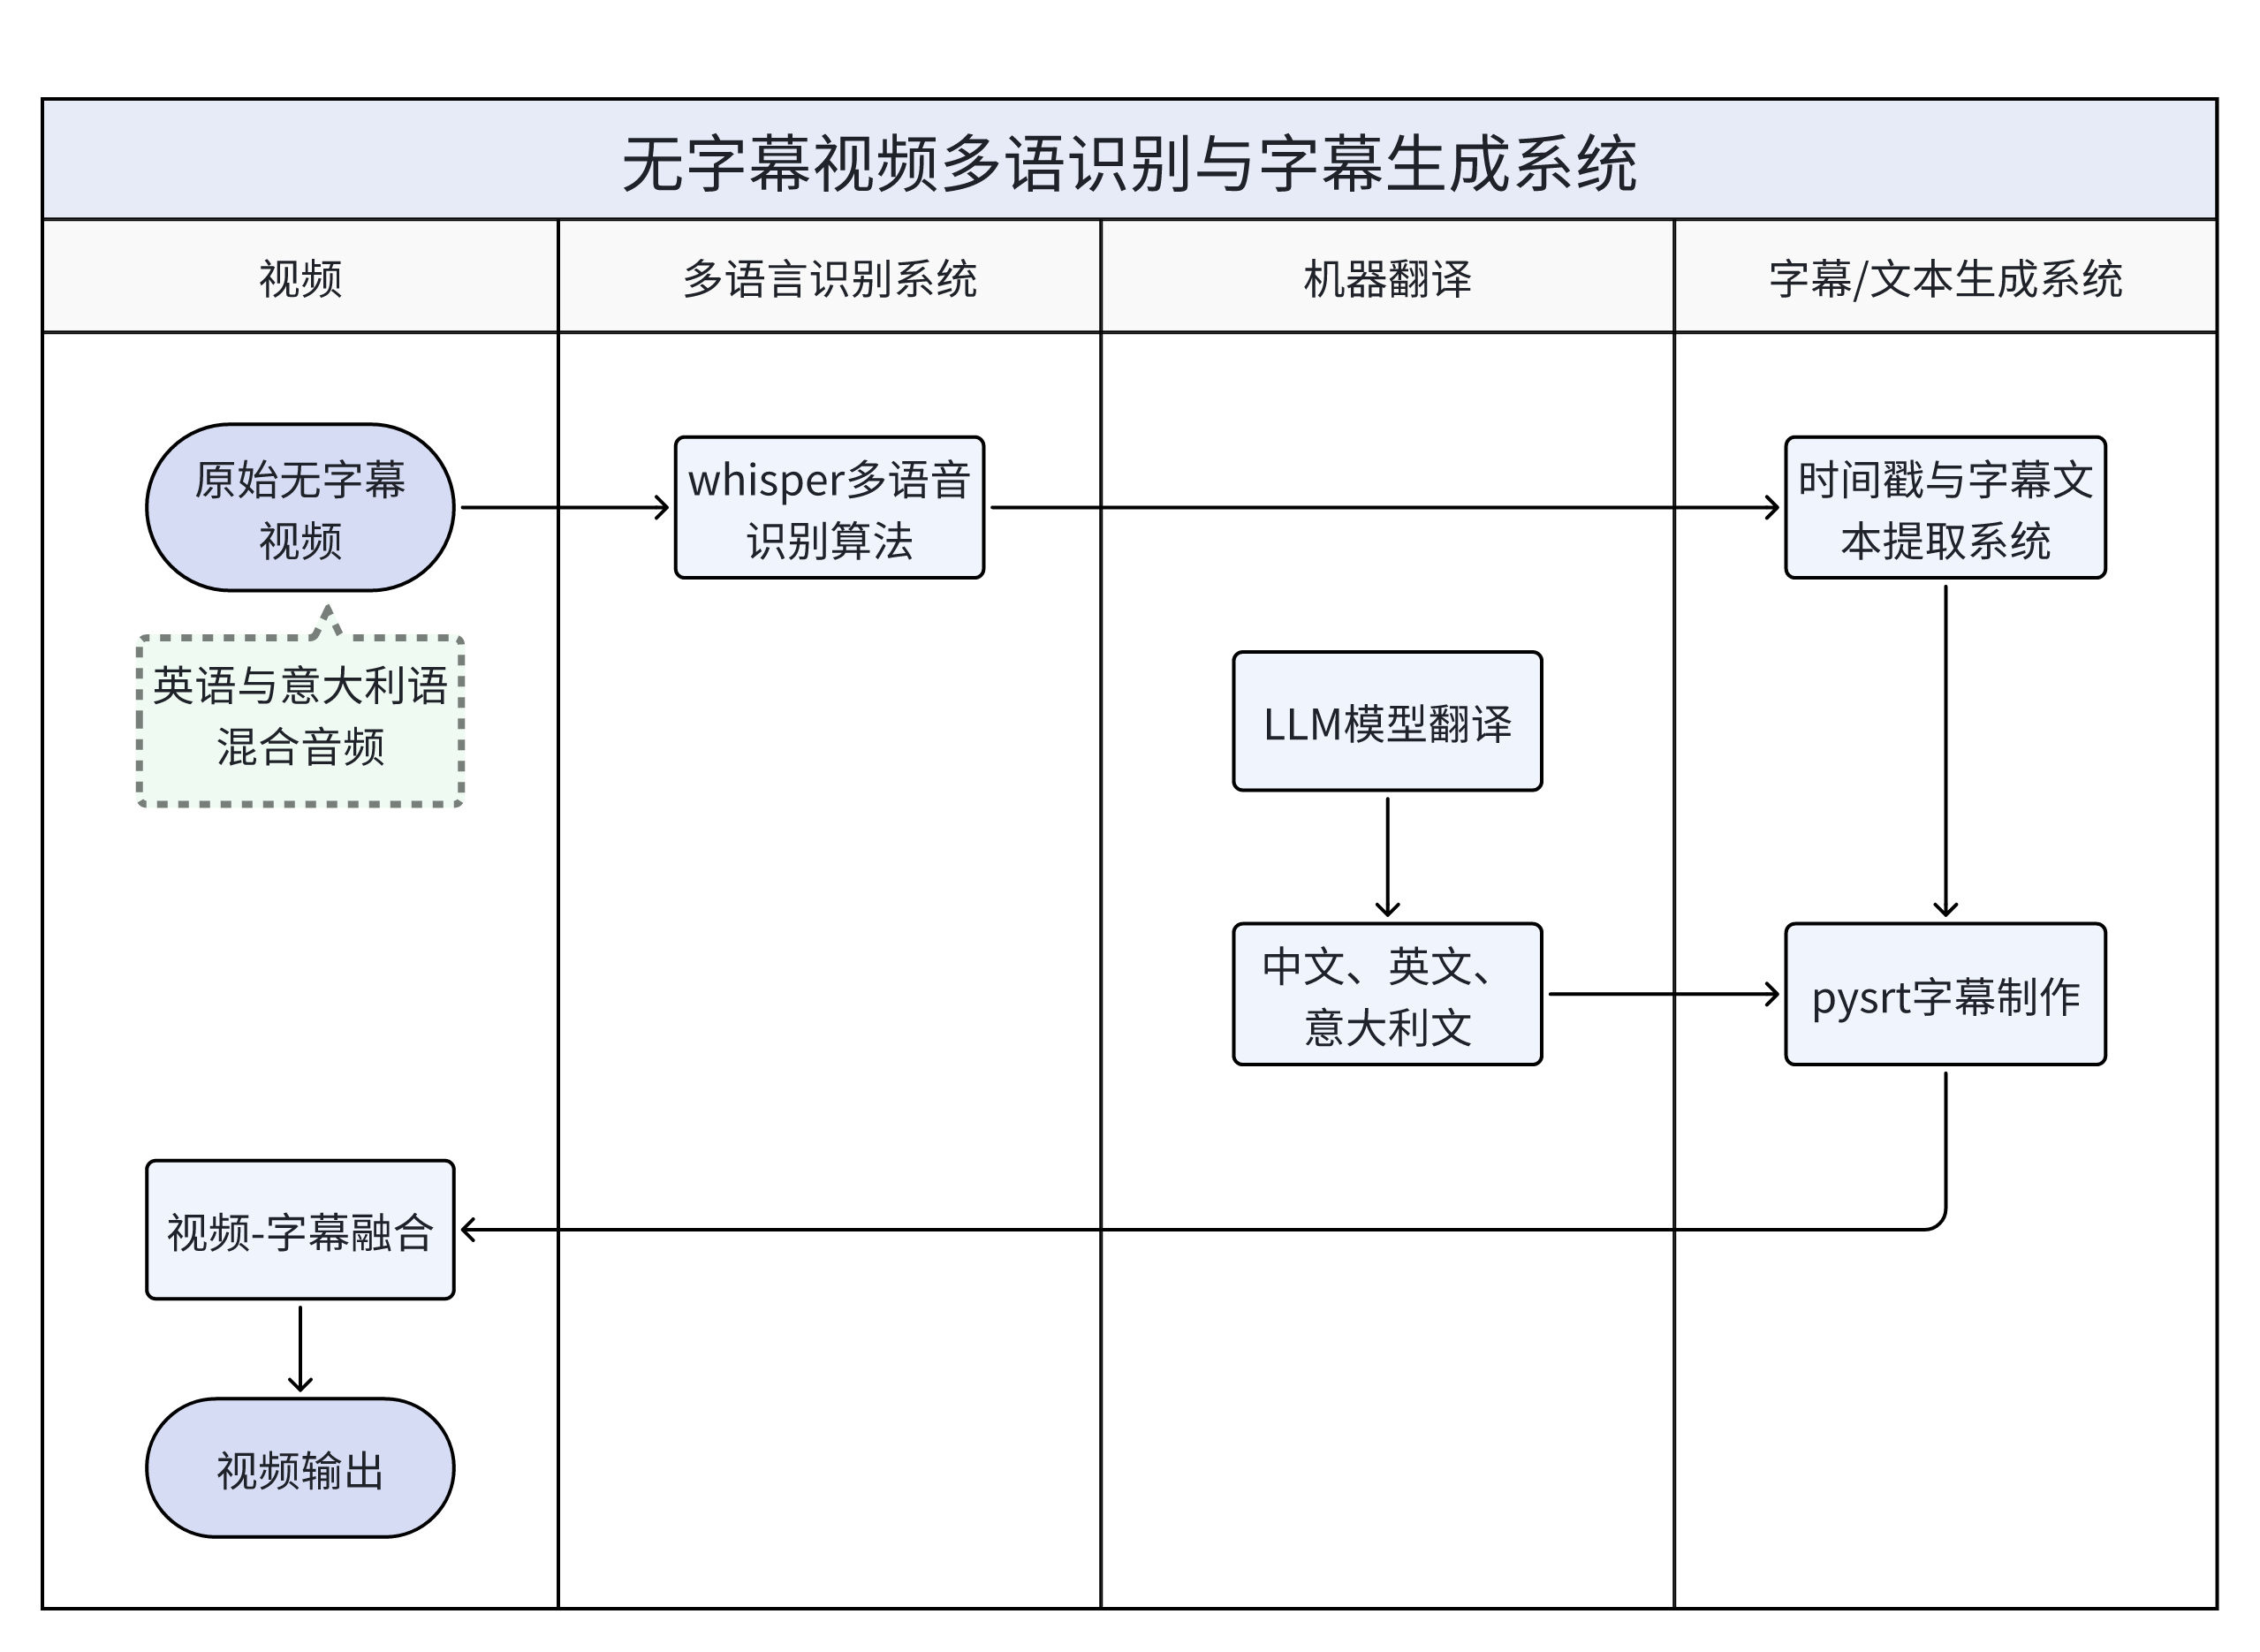 无字幕视频多语识别与字幕生成系统
视频
多语言识别系统
机器翻译
字幕/文本生成系统
原始无字幕
视频
whisper多语音
识别算法
时间戳与字幕文
本提取系统
英语与意大利语
混合音频
LLM模型翻译
中文、英文、
意大利文
pysrt字幕制作
视频-字幕融合
视频输出